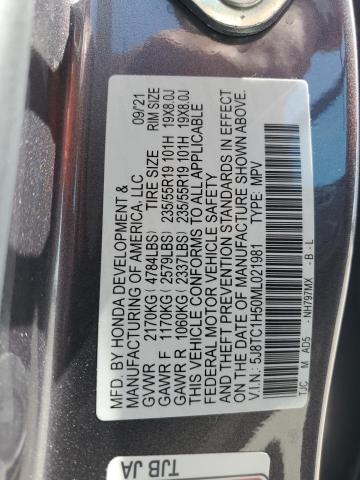 MFD. BY HONDA DEVELOPMENT & 09/21
MANUFACTURING OF AMERICA, LLC
GVWR 2170KG (4784LBS) TIRE SIZE RIM SIZE
GAWR F 1170KG (2579LBS) 235/55R19 101H 19X8.0J
GAWR R 1060KG (2337LBS) 235/55R19 101H 19X8.0J
THIS VEHICLE CONFORMS TO ALL APPLICABLE
FEDERAL MOTOR VEHICLE SAFETY
AND THEFT PREVENTION STANDARDS IN EFFECT
ON THE DATE OF MANUFACTURE SHOWN ABOVE.
V.I.N.: 5J8TC1H50ML021981 TYPE: MPV
TJC M AD5 - NH797MX - B - L
TJB JA